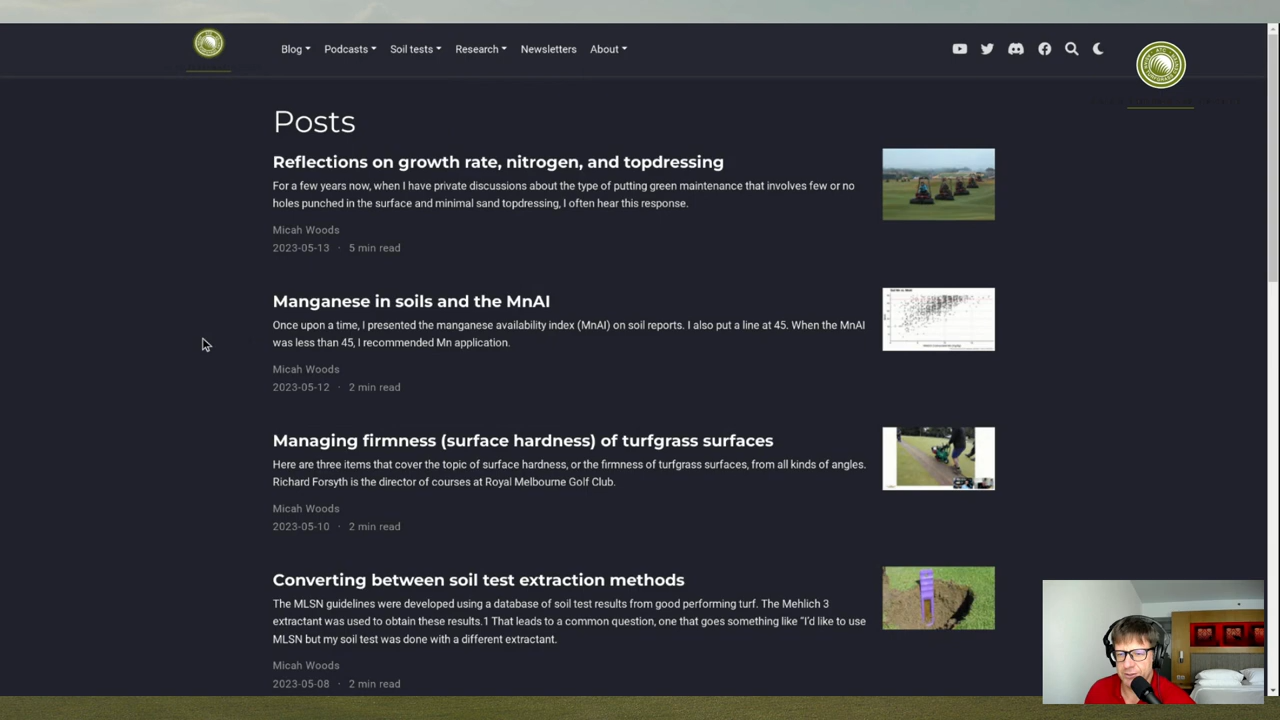 Blog Podcasts Soil tests Research Newsletters About
Posts
Reflections on growth rate, nitrogen, and topdressing
For a few years now, when I have private discussions about the type of putting green maintenance that involves few or no
holes punched in the surface and minimal sand topdressing, I often hear this response.
Micah Woods
2023-05-13 · 5 min read
Manganese in soils and the MnAI
Once upon a time, I presented the manganese availability index (MnAI) on soil reports. I also put a line at 45. When the MnAI
was less than 45, I recommended Mn application.
Micah Woods
2023-05-12 · 2 min read
Managing firmness (surface hardness) of turfgrass surfaces
Here are three items that cover the topic of surface hardness, or the firmness of turfgrass surfaces, from all kinds of angles.
Richard Forsyth is the director of courses at Royal Melbourne Golf Club.
Micah Woods
2023-05-10 · 2 min read
Converting between soil test extraction methods
The MLSN guidelines were developed using a database of soil test results from good performing turf. The Mehlich 3
extractant was used to obtain these results.1 That leads to a common question, one that goes something like “I'd like to use
MLSN but my soil test was done with a different extractant.
Micah Woods
2023-05-08 · 2 min read